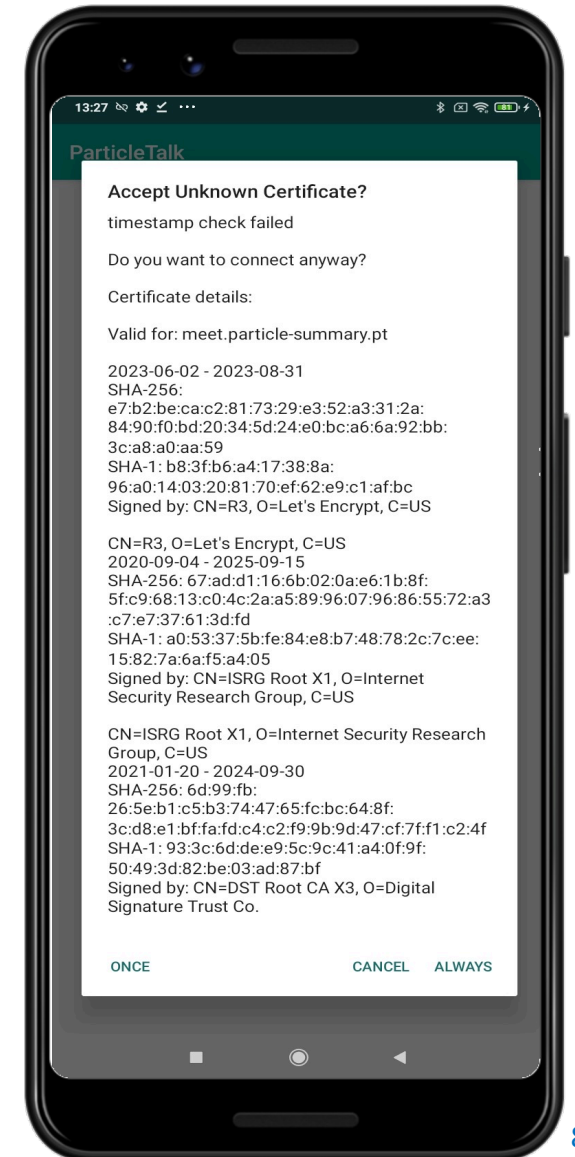 13:27
81
ParticleTalk
Accept Unknown Certificate?
timestamp check failed
Do you want to connect anyway?
Certificate details:
Valid for: meet.particle-summary.pt
2023-06-02 - 2023-08-31
SHA-256:
e7:b2:be:ca:c2:81:73:29:e3:52:a3:31:2a:
84:90:f0:bd:20:34:5d:24:e0:bc:a6:6a:92:bb:
3c:a8:a0:aa:59
SHA-1: b8:3f:b6:a4:17:38:8a:
96:a0:14:03:20:81:70:ef:62:e9:c1:af:bc
Signed by: CN=R3, O=Let's Encrypt, C=US
CN=R3, O=Let's Encrypt, C=US
2020-09-04 - 2025-09-15
SHA-256: 67:ad:d1:16:6b:02:0a:e6:1b:8f:
5f:c9:68:13:c0:4c:2a:a5:89:96:07:96:86:55:72:a3
:c7:e7:37:61:3d:fd
SHA-1: a0:53:37:5b:fe:84:e8:b7:48:78:2c:7c:ee:
15:82:7a:6a:f5:a4:05
Signed by: CN=ISRG Root X1, O=Internet
Security Research Group, C=US
CN=ISRG Root X1, O=Internet Security Research
Group, C=US
2021-01-20 - 2024-09-30
SHA-256: 6d:99:fb:
26:5e:b1:c5:b3:74:47:65:fc:bc:64:8f:
3c:d8:e1:bf:fa:fd:c4:c2:f9:9b:9d:47:cf:7f:f1:c2:4f
SHA-1: 93:3c:6d:de:e9:5c:9c:41:a4:0f:9f:
50:49:3d:82:be:03:ad:87:bf
Signed by: CN=DST Root CA X3, O=Digital
Signature Trust Co.
ONCE CANCEL ALWAYS